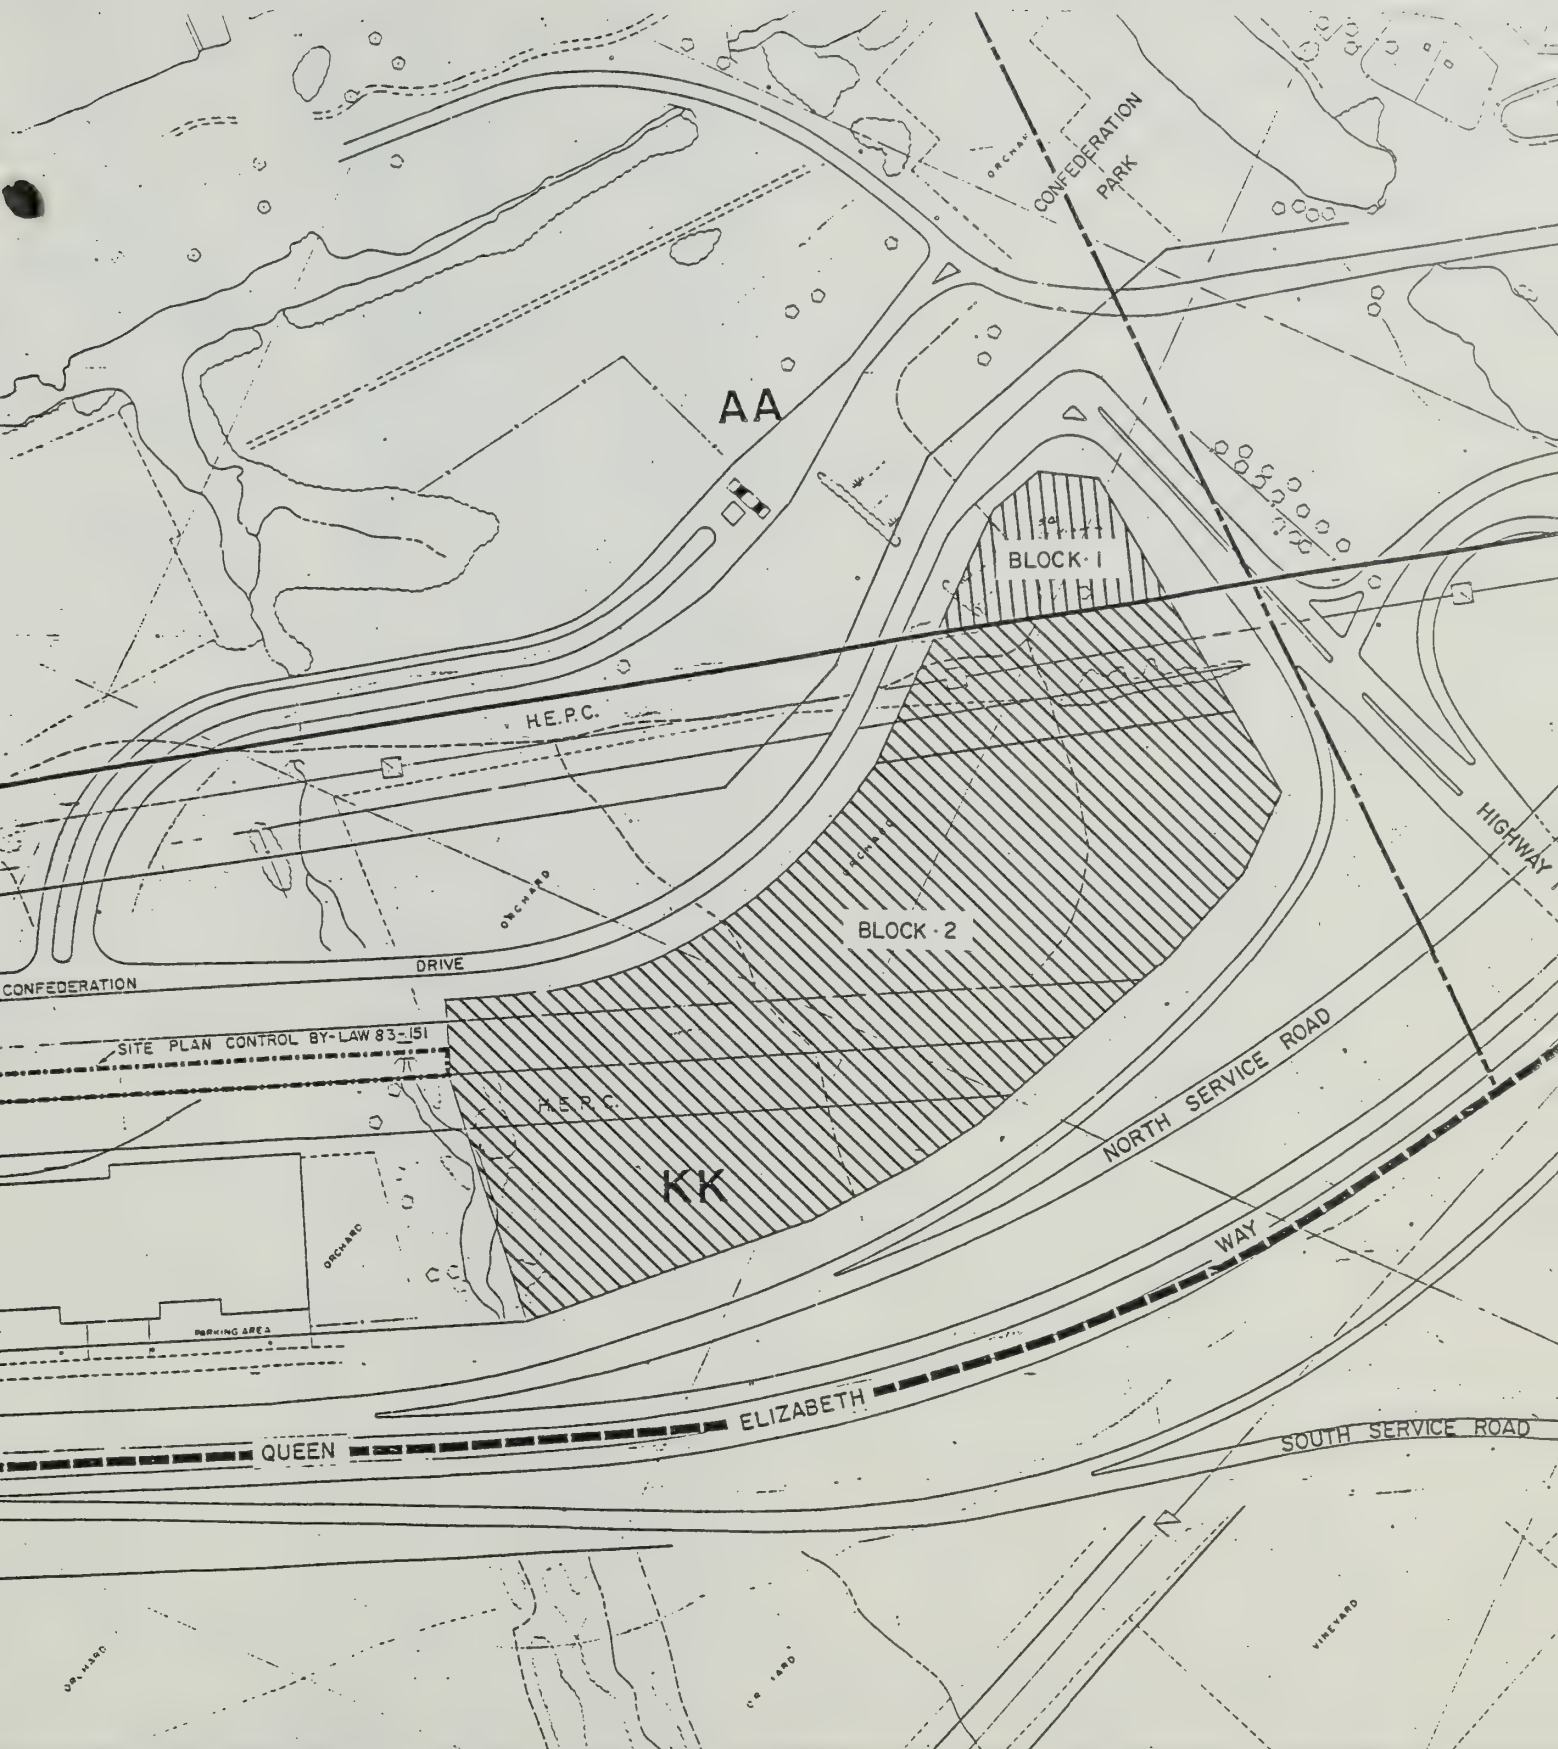 ORCHAR
CONFEDERATION
PARK
AA
BLOCK·1
H.E.P.C.
HIGHWAY
ORCHARD
BLOCK·2
DRIVE
CONFEDERATION
SITE PLAN CONTROL BY-LAW 83-151
H.E.P.C.
NORTH SERVICE ROAD
KK
ORCHARD
WAY
PARKING AREA
ELIZABETH
QUEEN
SOUTH SERVICE ROAD
VINEYARD